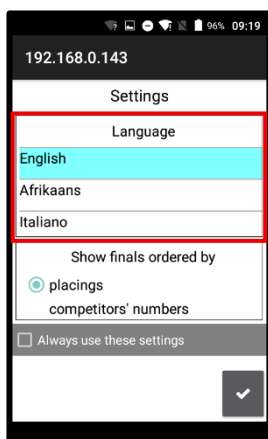 96% 09:19
192.168.0.143
Settings
Language
English
Afrikaans
Italiano
Show finals ordered by
placings
competitors' numbers
Always use these settings